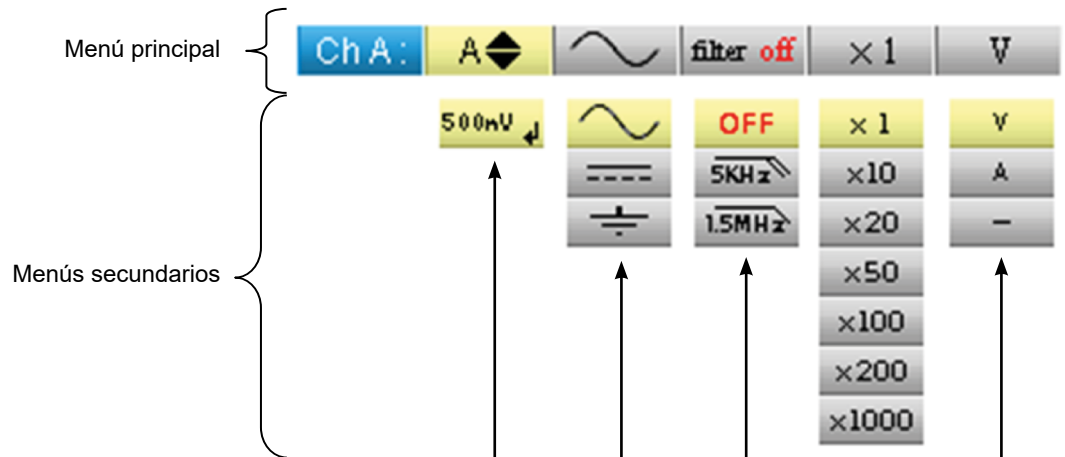 Menú principal
Ch A: A filter off ×1 V
Menús secundarios
500mV OFF ×1 V
5KHz ×10 A
1.5MHz ×20 –
×50
×100
×200
×1000